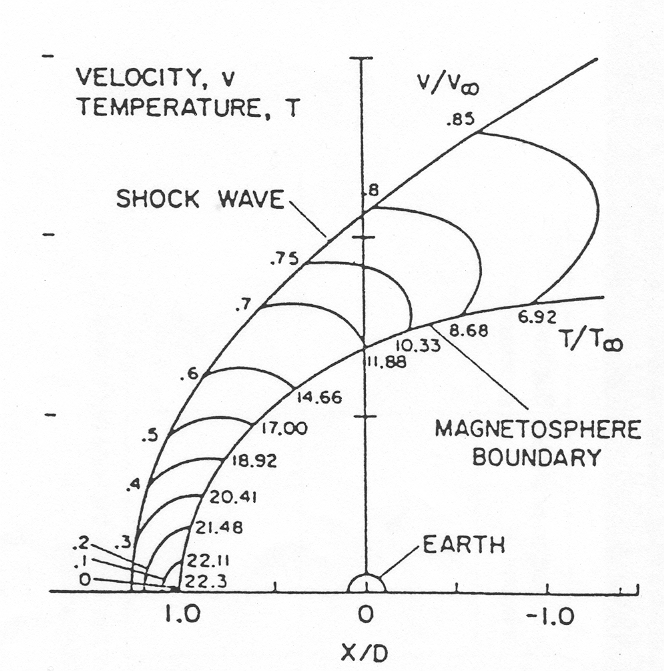 VELOCITY, v
TEMPERATURE, T
V/V∞
.85
.8
SHOCK WAVE
.75
.7
6.92
T/T∞
8.68
10.33
11.88
.6
14.66
MAGNETOSPHERE
BOUNDARY
.5
17.00
18.92
.4
20.41
21.48
.3
.2
EARTH
.1
22.11
0
22.3
1.0
0
-1.0
X/D